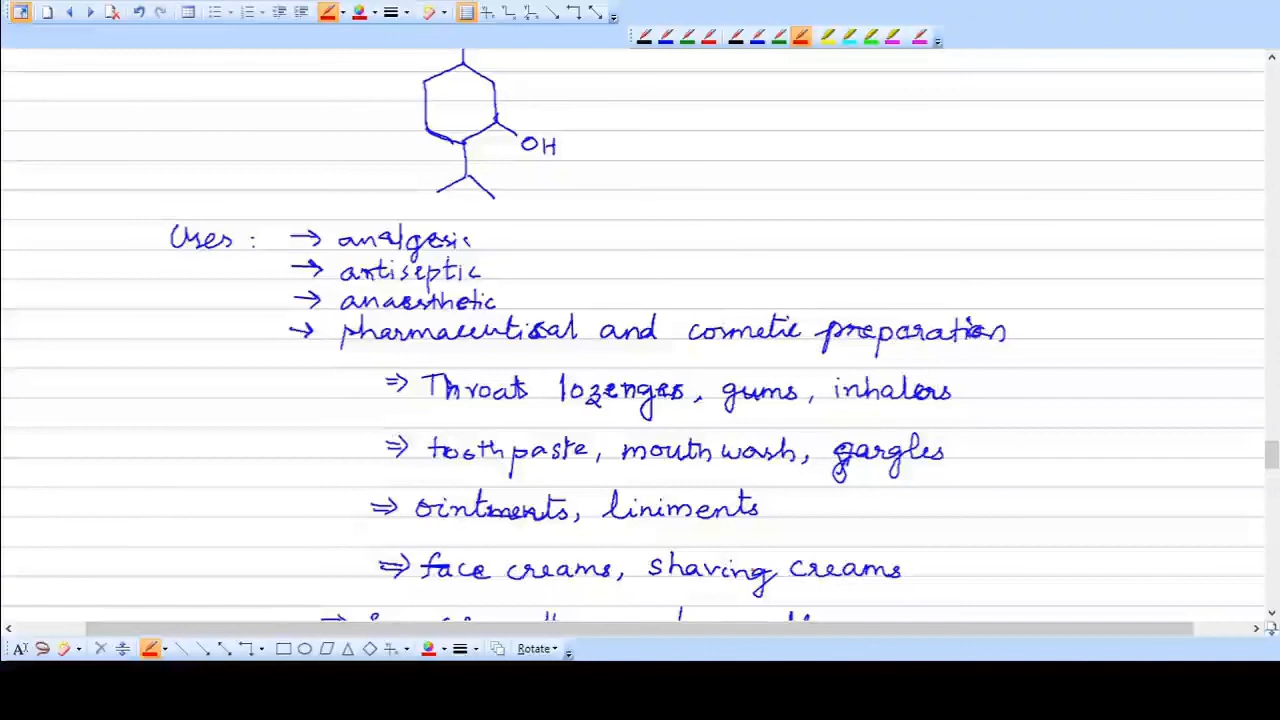 OH
Uses : → analgesic
→ antiseptic
→ anaesthetic
→ pharmaceutical and cosmetic preparation
⇒ Throat lozenges, gums, inhalers
⇒ toothpaste, mouthwash, gargles
⇒ ointments, liniments
⇒ face creams, shaving creams
Rotate